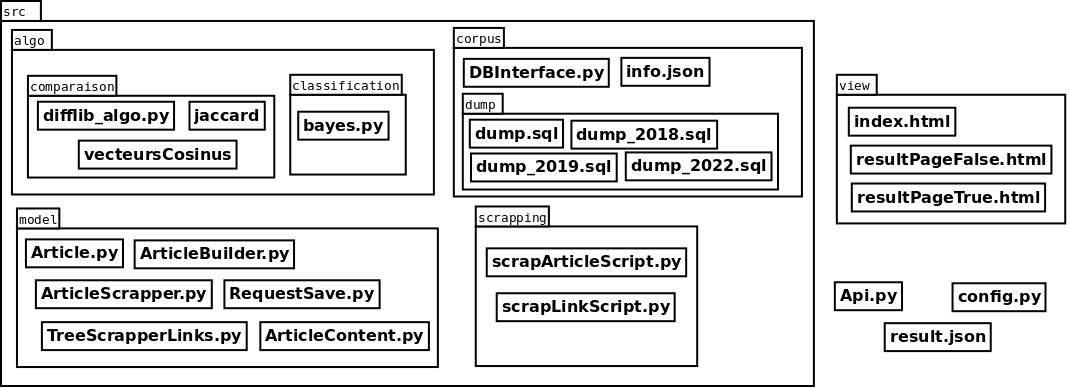 src
algo
comparaison
difflib_algo.py
jaccard
vecteursCosinus
classification
bayes.py
corpus
DBInterface.py
info.json
dump
dump.sql
dump_2018.sql
dump_2019.sql
dump_2022.sql
model
Article.py
ArticleBuilder.py
ArticleScrapper.py
RequestSave.py
TreeScrapperLinks.py
ArticleContent.py
scrapping
scrapArticleScript.py
scrapLinkScript.py
view
index.html
resultPageFalse.html
resultPageTrue.html
Api.py
config.py
result.json